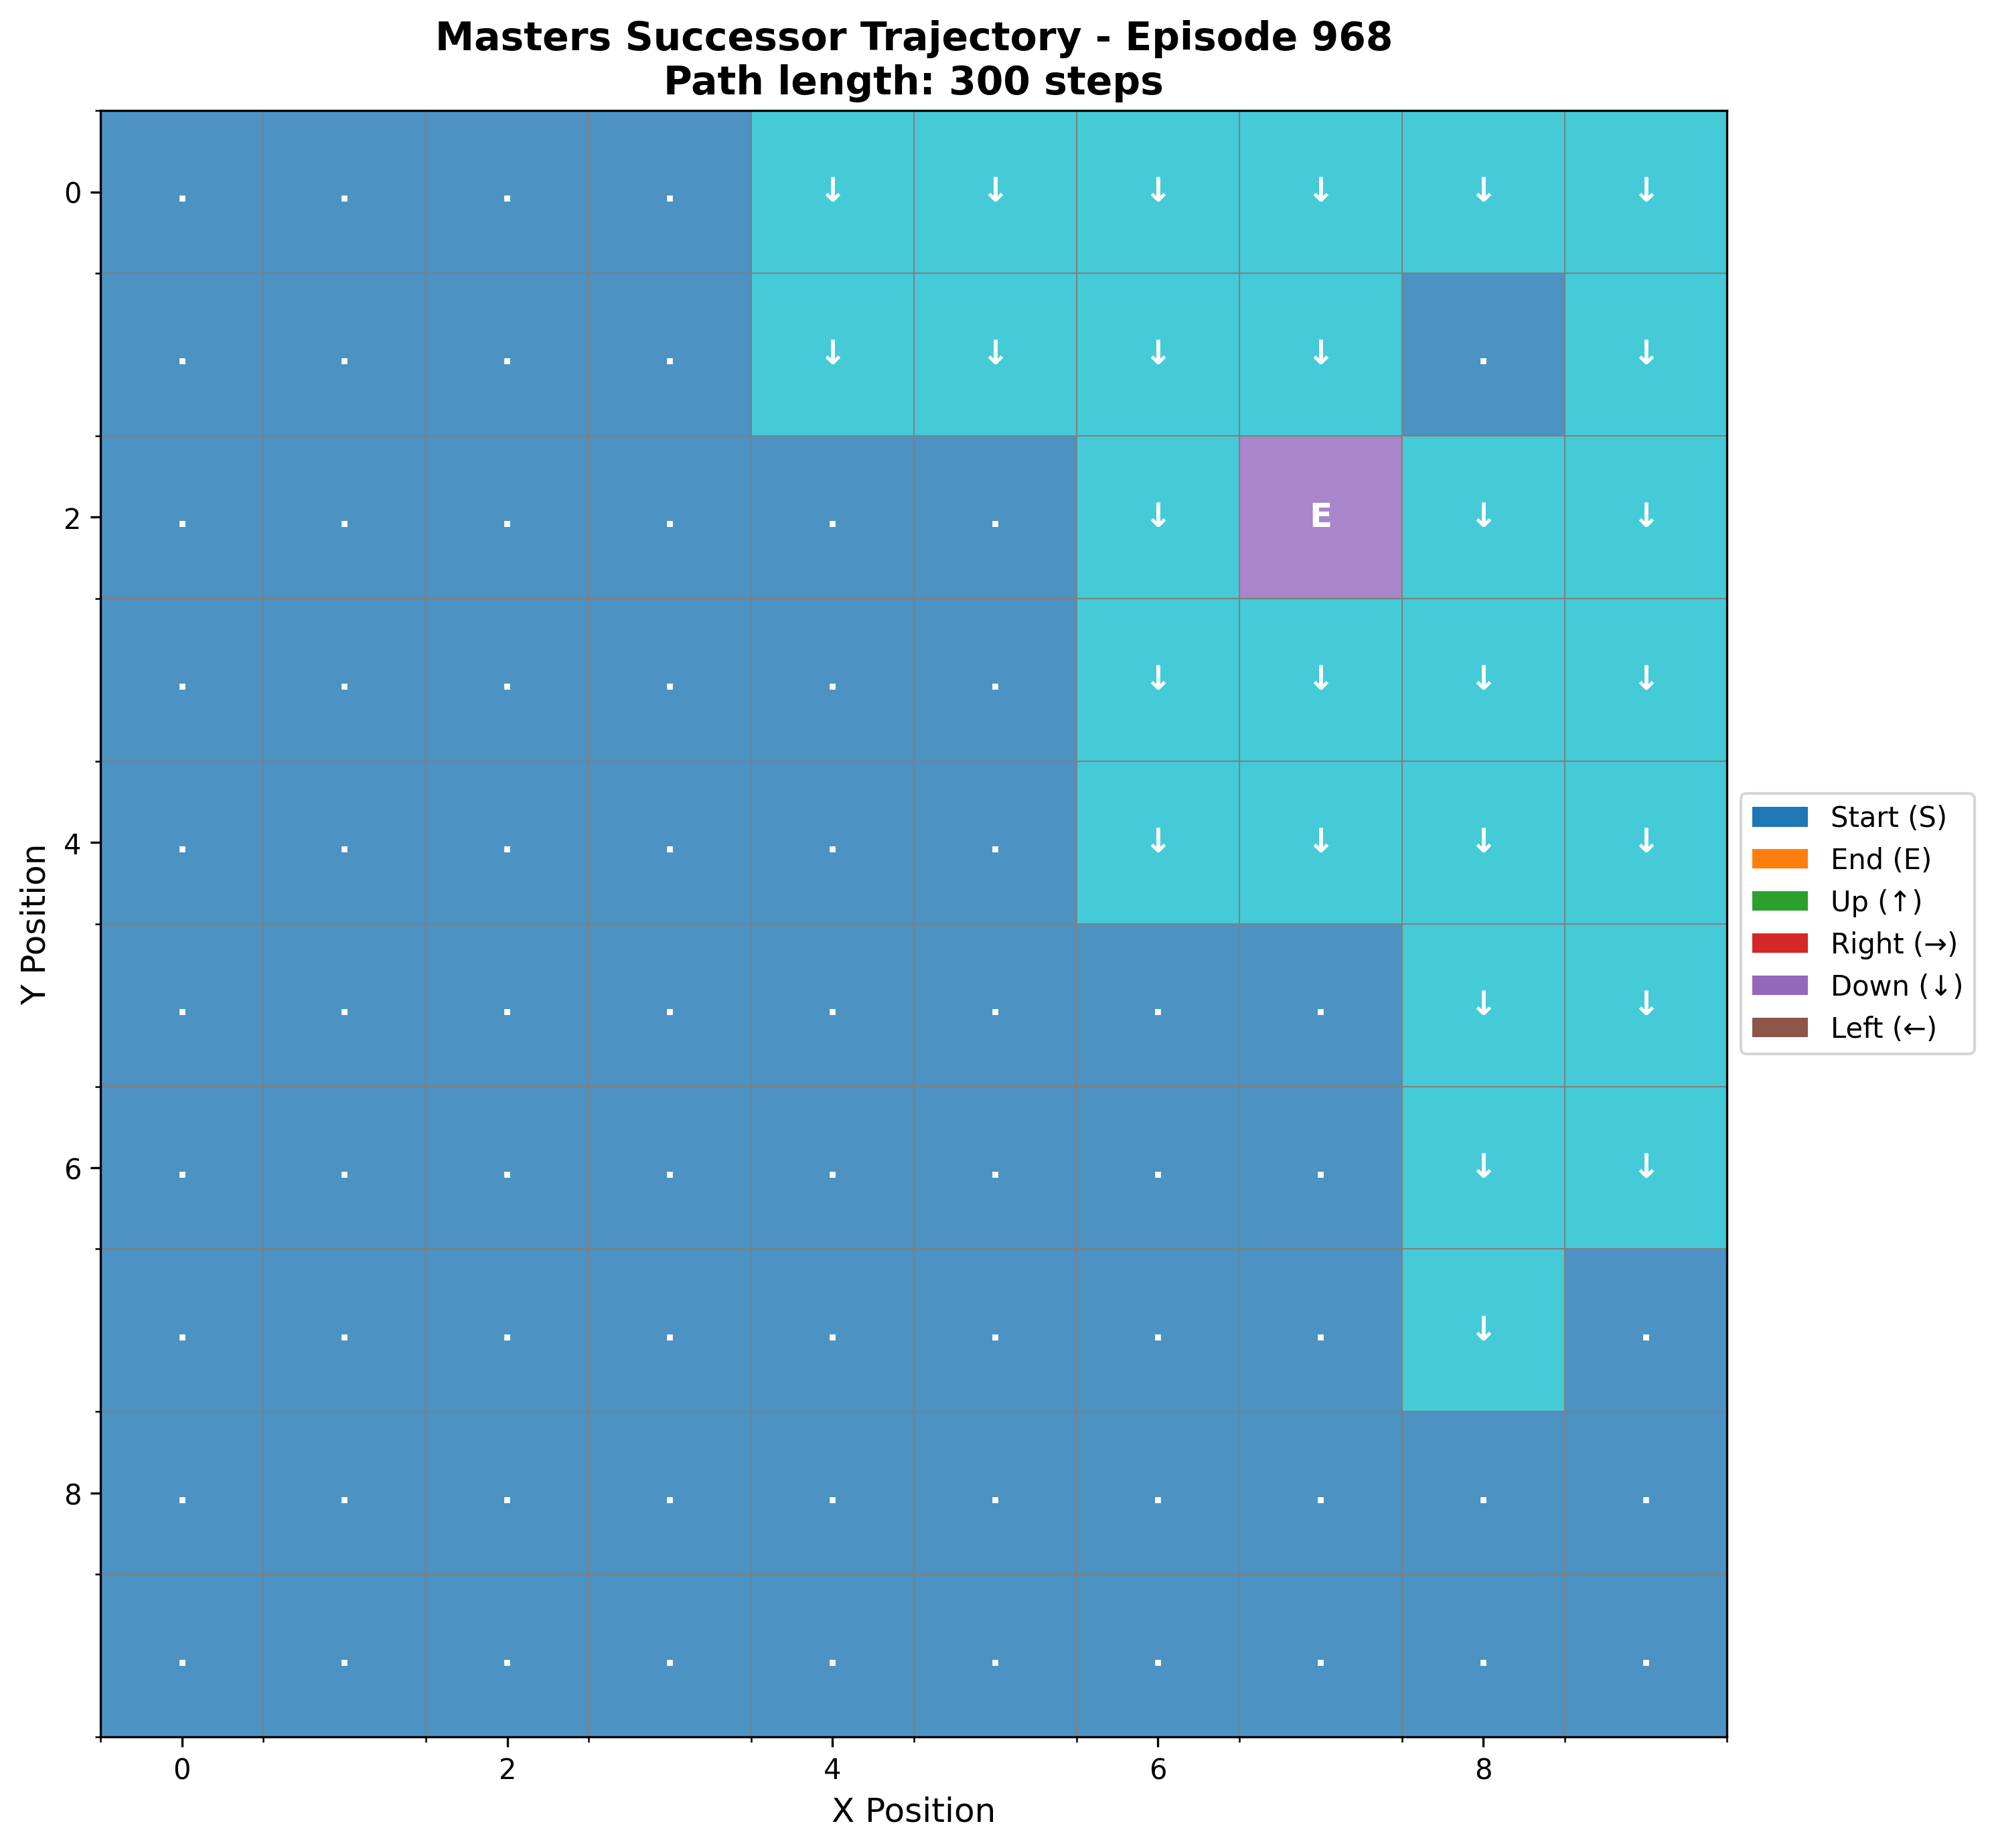 Masters Successor Trajectory - Episode 968
Path length: 300 steps
0 . . . . ↓ ↓ ↓ ↓ ↓ ↓
. . . . ↓ ↓ ↓ ↓ . ↓
2 . . . . . . ↓ E ↓ ↓
. . . . . . ↓ ↓ ↓ ↓
4 . . . . . . ↓ ↓ ↓ ↓
. . . . . . . . ↓ ↓
6 . . . . . . . . ↓ ↓
. . . . . . . . ↓ .
8 . . . . . . . . . .
. . . . . . . . . .
0 2 4 6 8
X Position
Y Position
Start (S)
End (E)
Up (↑)
Right (→)
Down (↓)
Left (←)